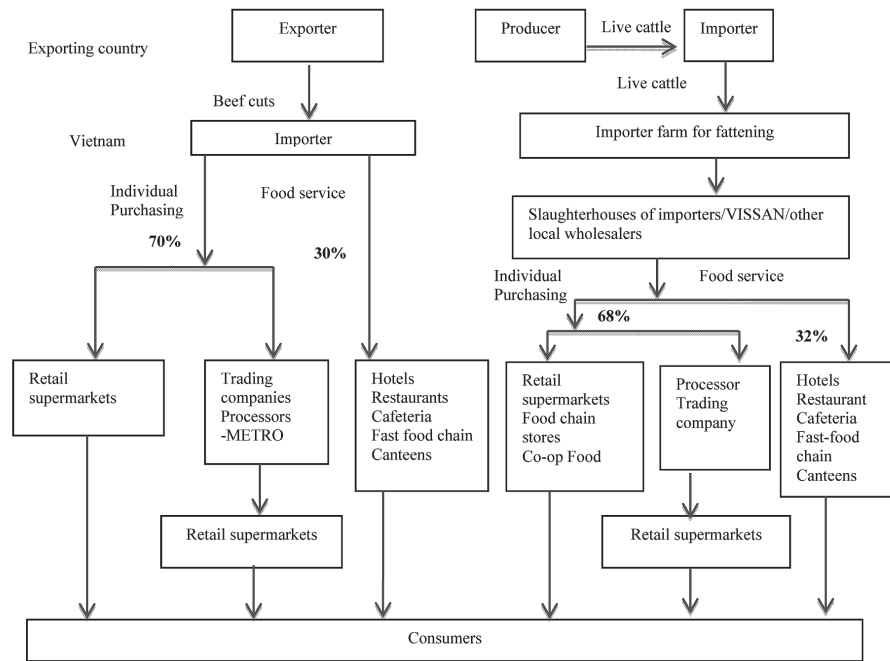 Exporting country
Exporter
Producer
Live cattle
Importer
Beef cuts
Live cattle
Vietnam
Importer
Importer farm for fattening
Individual
Purchasing
Food service
70%
30%
Slaughterhouses of importers/VISSAN/other
local wholesalers
Individual
Purchasing
Food service
68%
32%
Retail
supermarkets
Trading
companies
Processors
-METRO
Hotels
Restaurants
Cafeteria
Fast food chain
Canteens
Retail
supermarkets
Food chain
stores
Co-op Food
Processor
Trading
company
Hotels
Restaurant
Cafeteria
Fast-food
chain
Canteens
Retail supermarkets
Retail supermarkets
Consumers